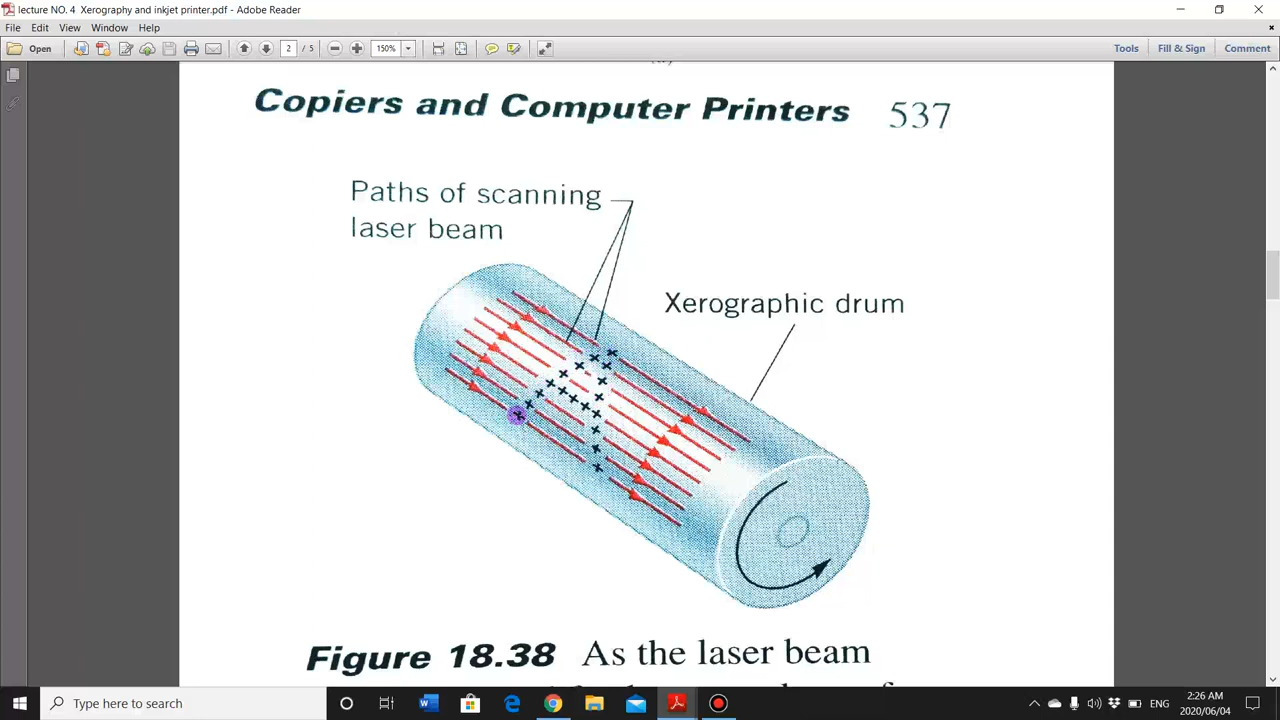 lecture NO. 4 Xerography and inkjet printer.pdf - Adobe Reader
File Edit View Window Help
Open 2 / 5 150% Tools Fill & Sign Comment
Copiers and Computer Printers 537
Paths of scanning
laser beam
Xerographic drum
Figure 18.38 As the laser beam
Type here to search
ENG
2:26 AM
2020/06/04